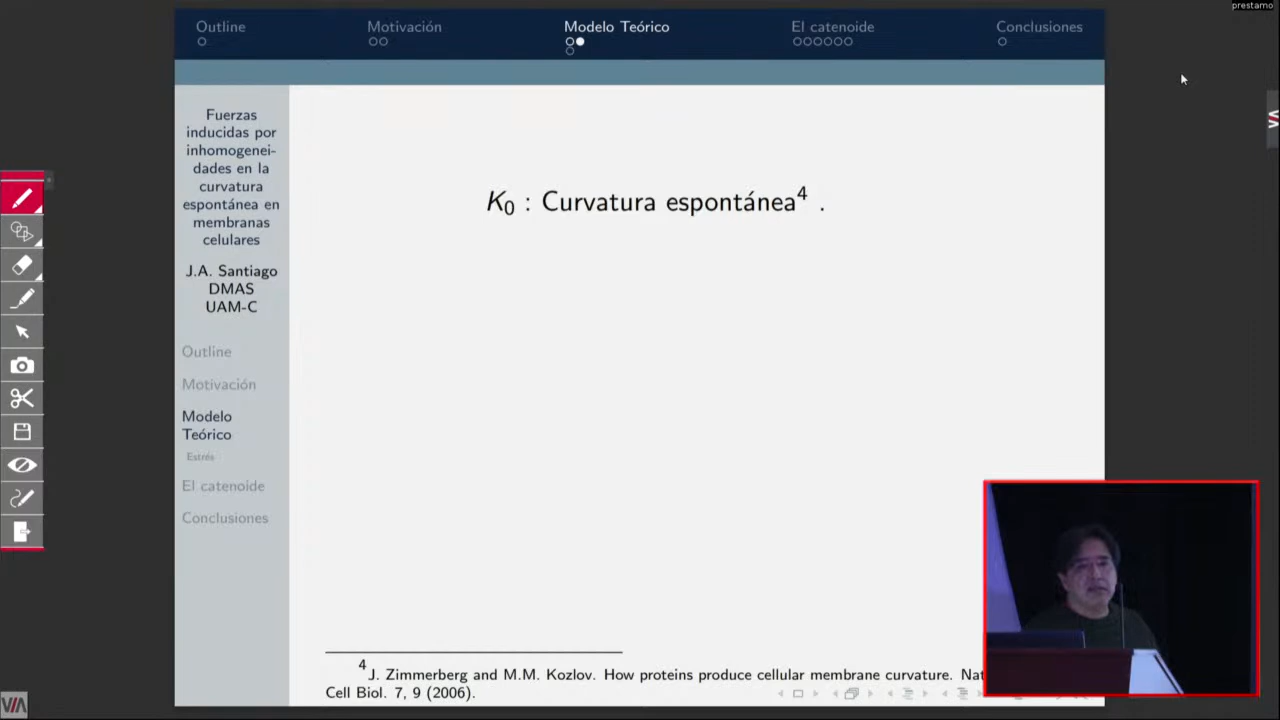 prestamo
Outline
Motivación
Modelo Teórico
El catenoide
Conclusiones
Fuerzas
inducidas por
inhomogenei-
dades en la
curvatura
espontánea en
membranas
celulares
J.A. Santiago
DMAS
UAM-C
Outline
Motivación
Modelo
Teórico
Estrés
El catenoide
Conclusiones
K₀ : Curvatura espontánea⁴ .
⁴J. Zimmerberg and M.M. Kozlov. How proteins produce cellular membrane curvature. Nat
Cell Biol. 7, 9 (2006).
VIA